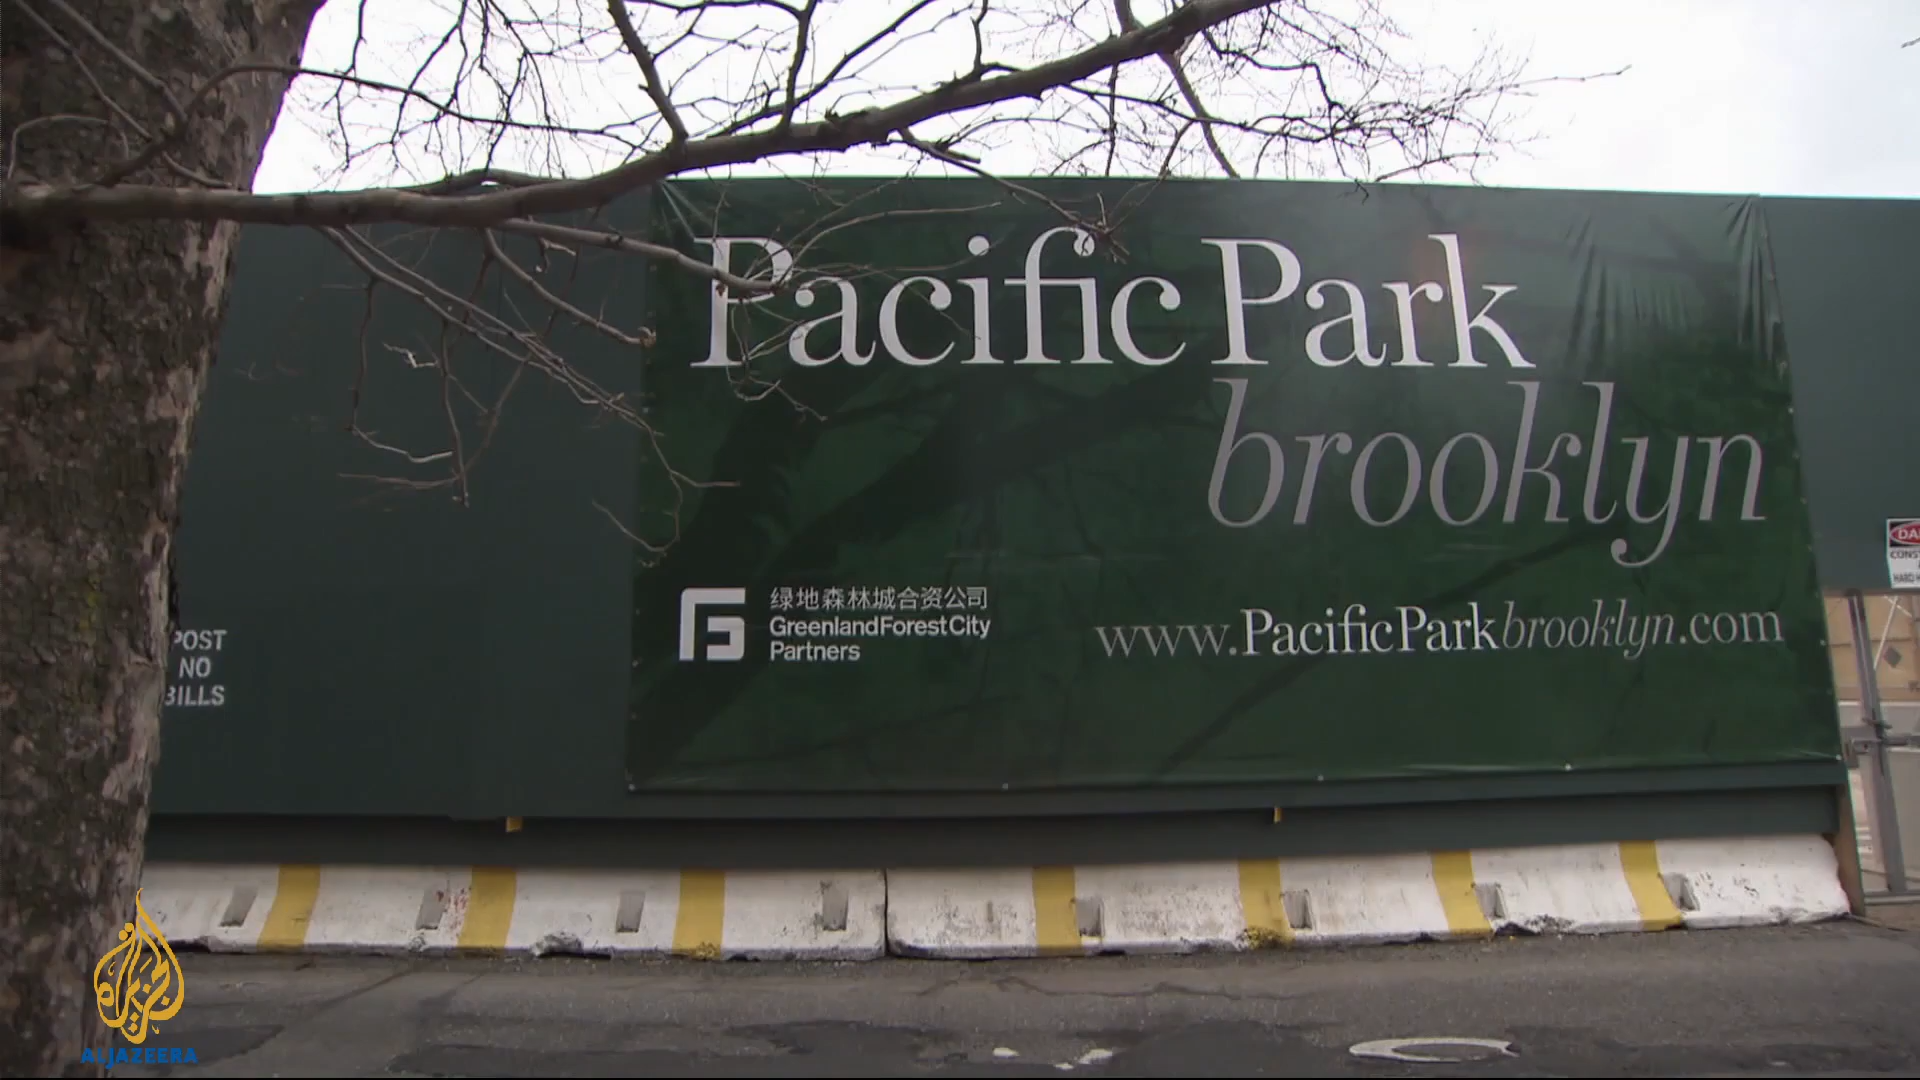 Pacific Park
brooklyn
绿地森林城合资公司
GreenlandForestCity
Partners
www.PacificParkbrooklyn.com
POST
NO
BILLS
ALJAZEERA